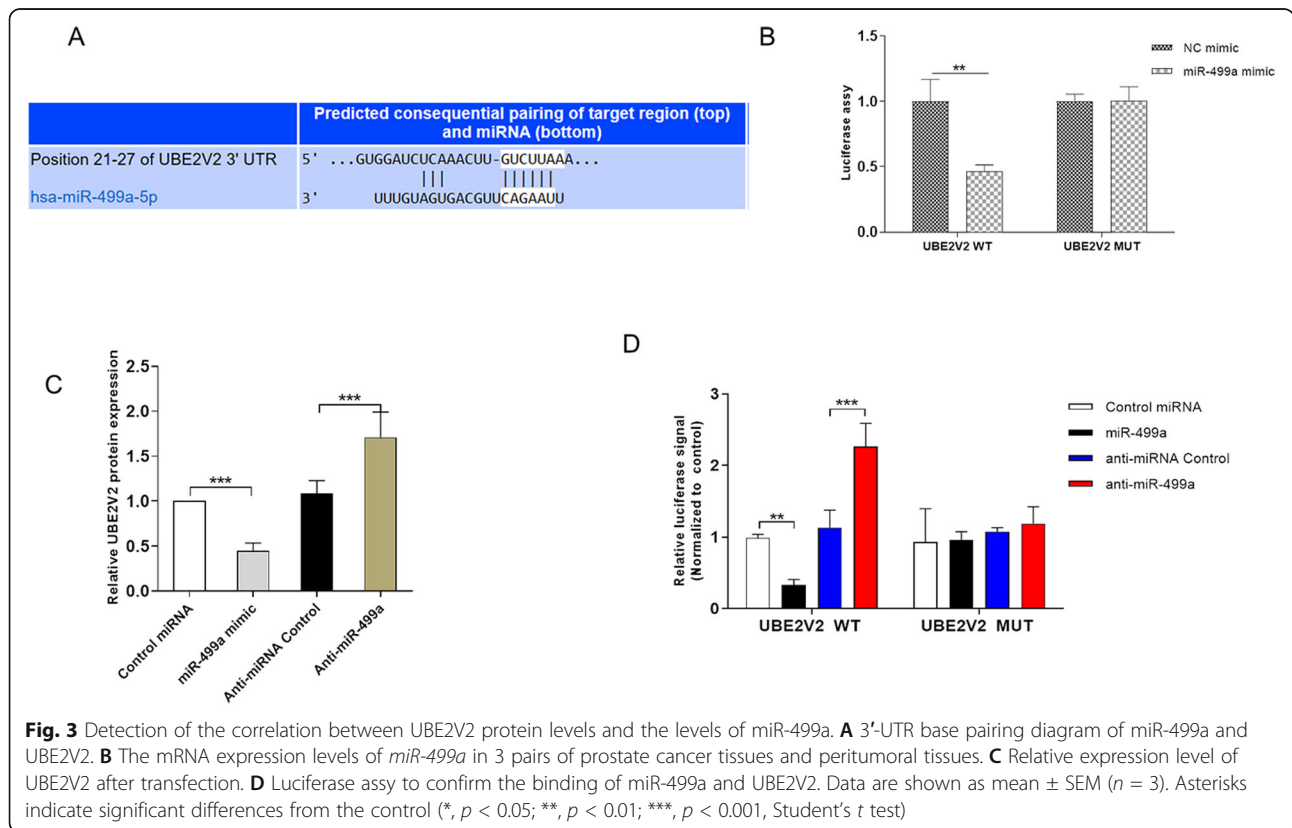 A
Predicted consequential pairing of target region (top)
and miRNA (bottom)
Position 21-27 of UBE2V2 3' UTR
5' ...GUGGAUCUCAAACUU-GUCUUAAA...
hsa-miR-499a-5p
3' UUUGUAGUGACGUUCAGAAUU
B
Luciferase assy
1.5
1.0
0.5
0.0
**
UBE2V2 WT
UBE2V2 MUT
NC mimic
miR-499a mimic
C
Relative UBE2V2 protein expression
2.5
2.0
1.5
1.0
0.5
0.0
***
***
Control miRNA
miR-499a mimic
Anti-miRNA Control
Anti-miR-499a
D
Relative luciferase signal
(Normalized to control)
3
2
1
0
**
***
UBE2V2 WT
UBE2V2 MUT
Control miRNA
miR-499a
anti-miRNA Control
anti-miR-499a
Fig. 3 Detection of the correlation between UBE2V2 protein levels and the levels of miR-499a. A 3′-UTR base pairing diagram of miR-499a and
UBE2V2. B The mRNA expression levels of miR-499a in 3 pairs of prostate cancer tissues and peritumoral tissues. C Relative expression level of
UBE2V2 after transfection. D Luciferase assy to confirm the binding of miR-499a and UBE2V2. Data are shown as mean ± SEM (n = 3). Asterisks
indicate significant differences from the control (*, p < 0.05; **, p < 0.01; ***, p < 0.001, Student's t test)